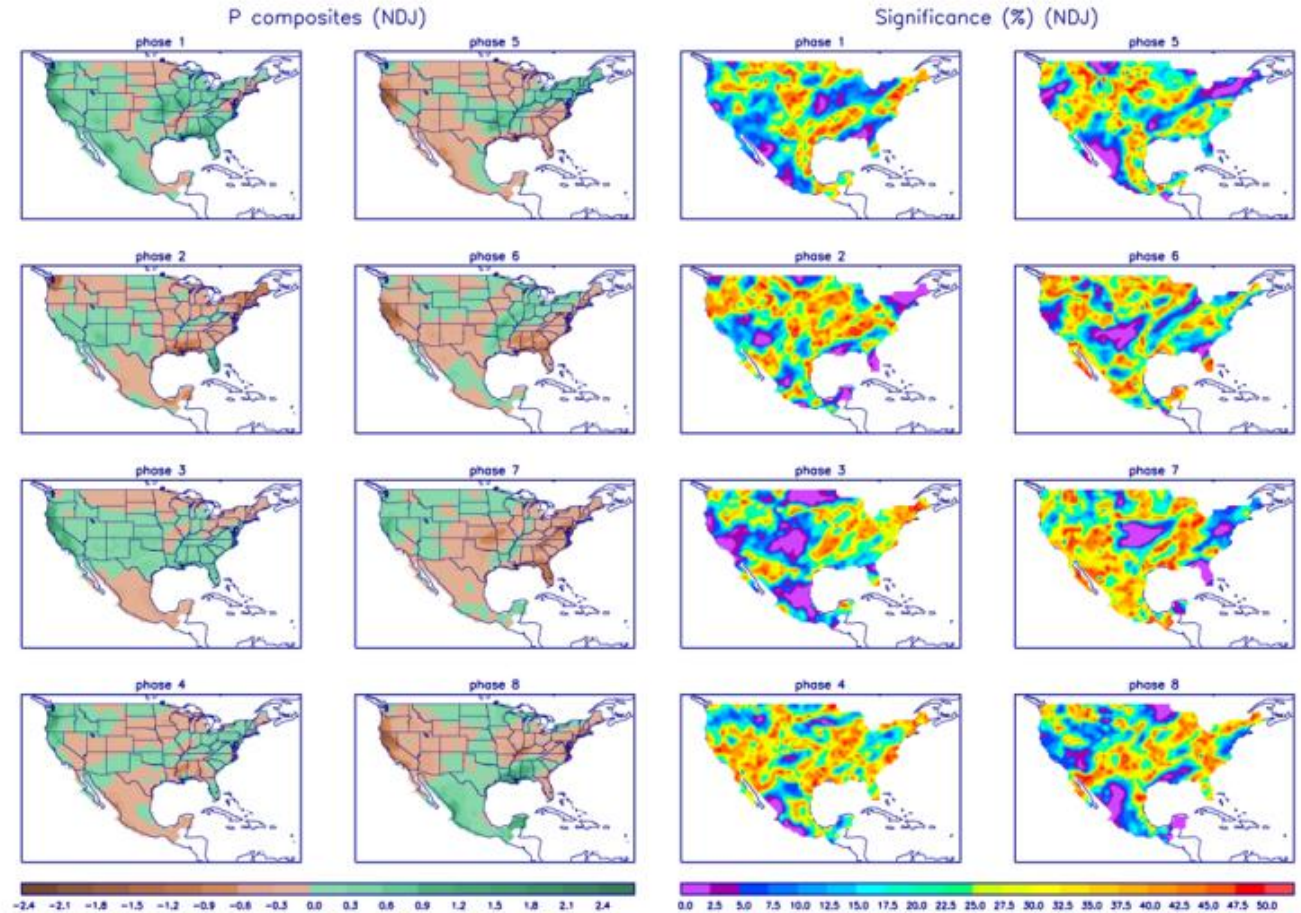 P composites (NDJ) Significance (%) (NDJ)
phase 1 phase 5 phase 1 phase 5
phase 2 phase 6 phase 2 phase 6
phase 3 phase 7 phase 3 phase 7
phase 4 phase 8 phase 4 phase 8
−2.4 −2.1 −1.8 −1.5 −1.2 −0.9 −0.6 −0.3 0.0 0.3 0.6 0.9 1.2 1.5 1.8 2.1 2.4 0.0 2.5 5.0 7.5 10.0 12.5 15.0 17.5 20.0 22.5 25.0 27.5 30.0 32.5 35.0 37.5 40.0 42.5 45.0 47.5 50.0